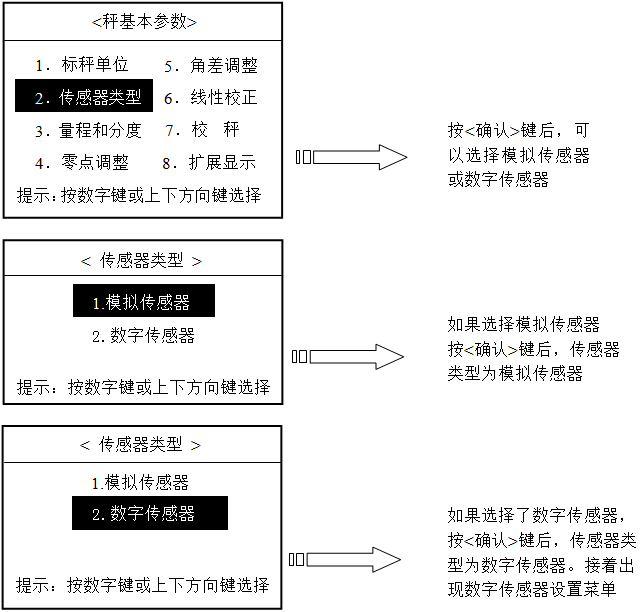 <秤基本参数>
1．标秤单位 5．角差调整
2．传感器类型 6．线性校正
3．量程和分度 7．校 秤
4．零点调整 8．扩展显示
提示：按数字键或上下方向键选择
按<确认>键后，可
以选择模拟传感器
或数字传感器
< 传感器类型 >
1.模拟传感器
2.数字传感器
提示：按数字键或上下方向键选择
如果选择模拟传感器
按<确认>键后，传感器
类型为模拟传感器
< 传感器类型 >
1.模拟传感器
2.数字传感器
提示：按数字键或上下方向键选择
如果选择了数字传感器，
按<确认>键后，传感器类
型为数字传感器。接着出
现数字传感器设置菜单